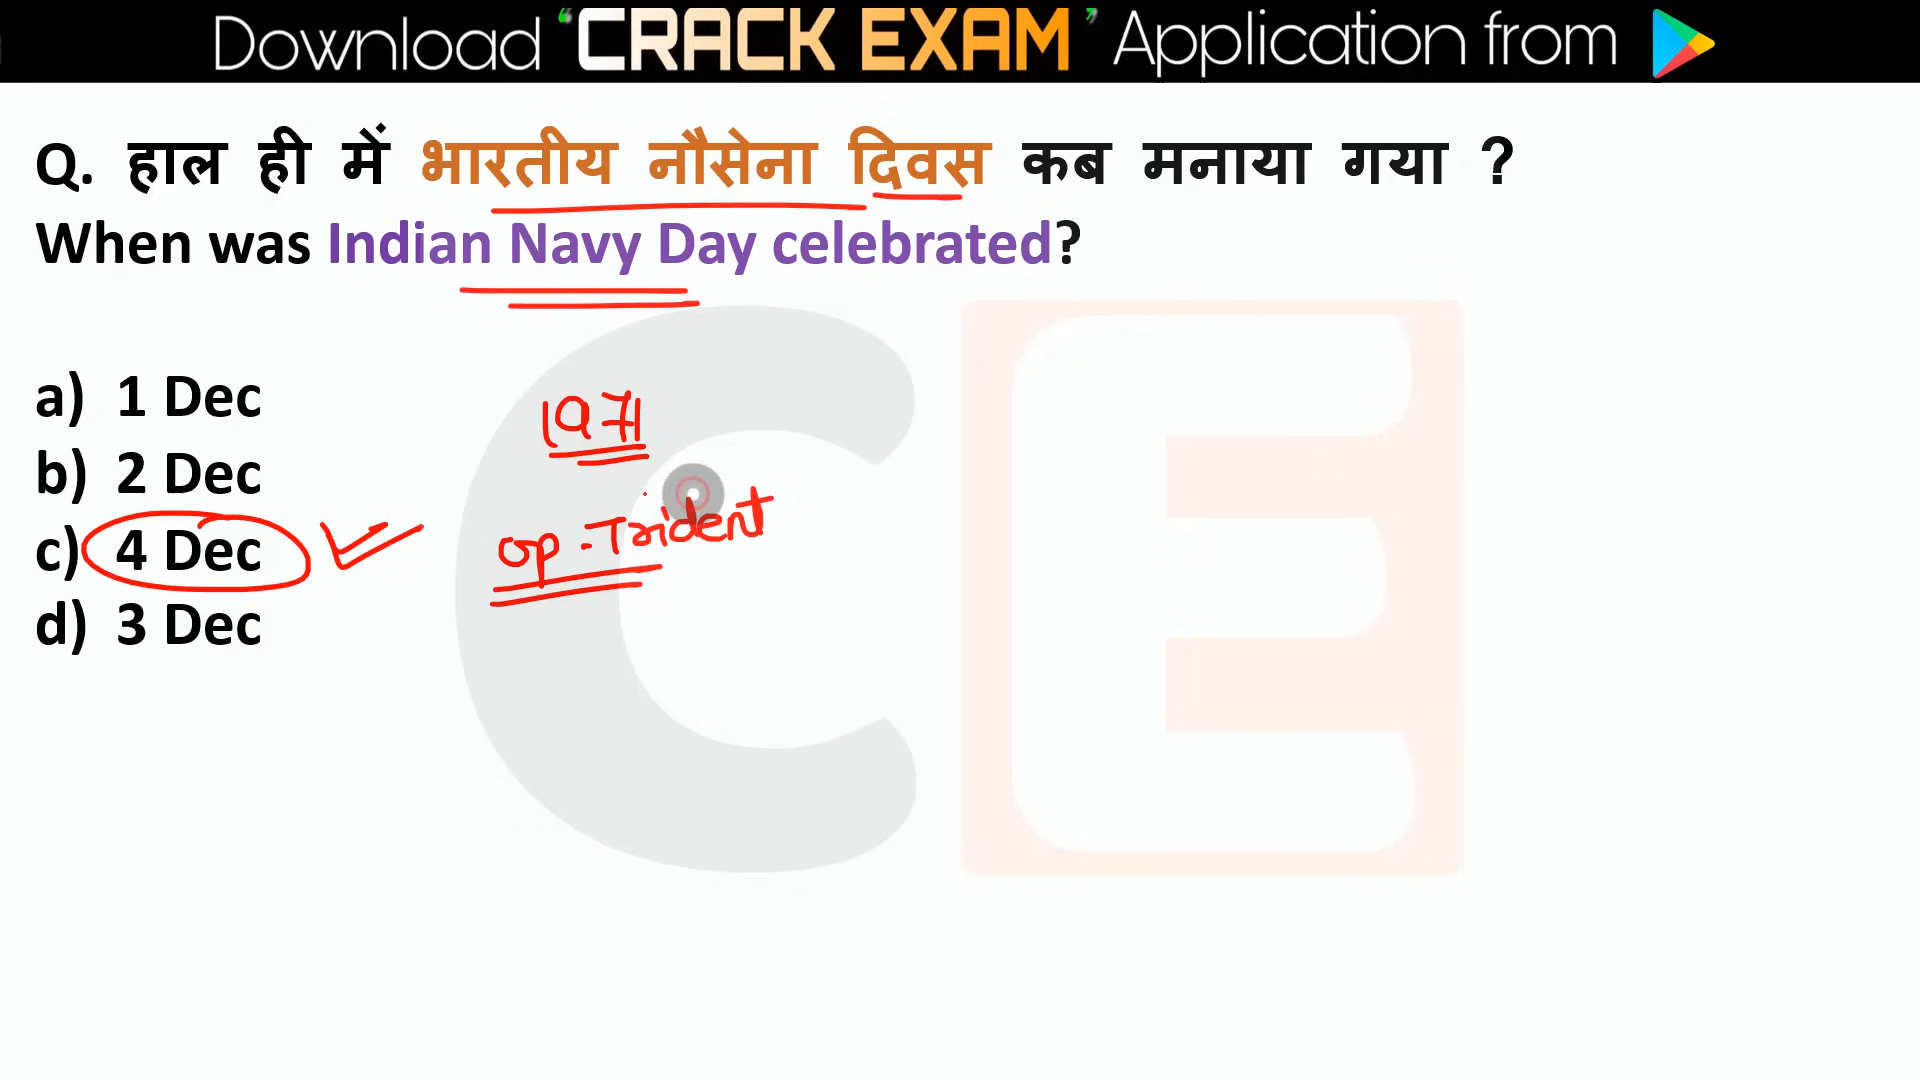 Download ‘CRACK EXAM’ Application from
Q. हाल ही में भारतीय नौसेना दिवस कब मनाया गया ?
When was Indian Navy Day celebrated?
a) 1 Dec
b) 2 Dec
c) 4 Dec
d) 3 Dec
1971
op - Trident
CE